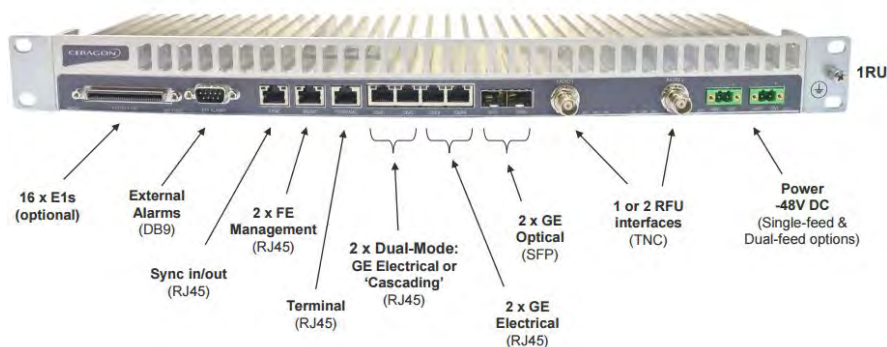 CERAGON
1RU
16 x E1s
(optional)
External
Alarms
(DB9)
Sync in/out
(RJ45)
2 x FE
Management
(RJ45)
Terminal
(RJ45)
2 x Dual-Mode:
GE Electrical or
‘Cascading’
(RJ45)
2 x GE
Electrical
(RJ45)
2 x GE
Optical
(SFP)
1 or 2 RFU
interfaces
(TNC)
Power
-48V DC
(Single-feed &
Dual-feed options)